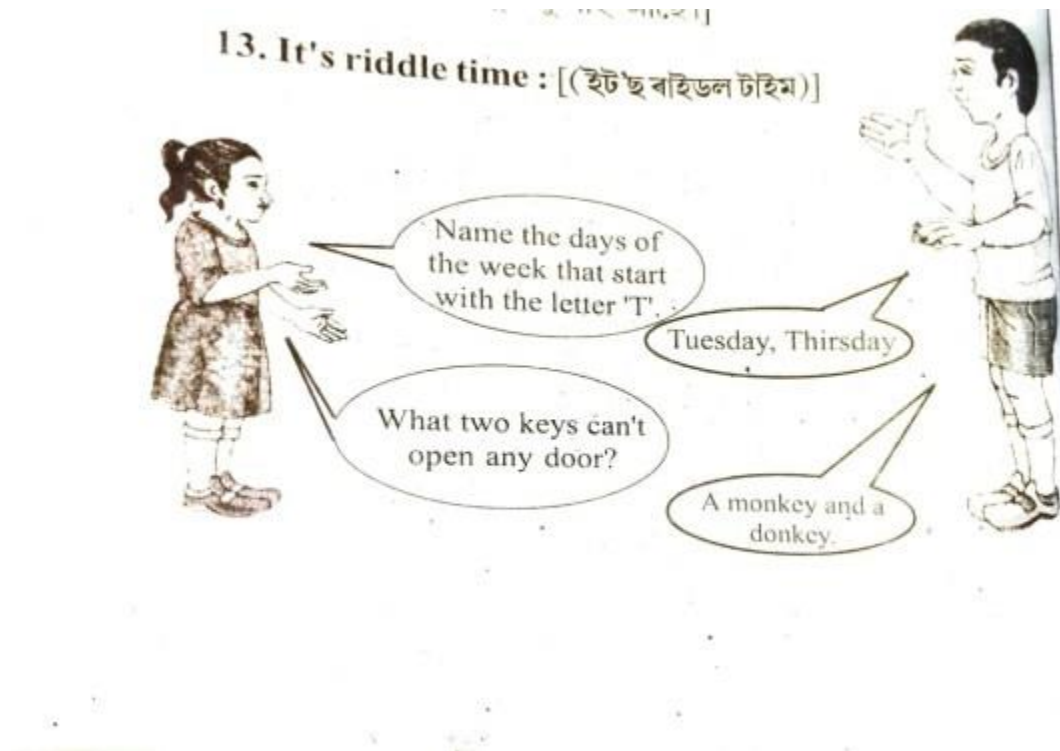 13. It's riddle time : [(ইট'ছ ৰাইডল টাইম)]
Name the days of
the week that start
with the letter 'T'.
Tuesday, Thirsday
What two keys can't
open any door?
A monkey and a
donkey.